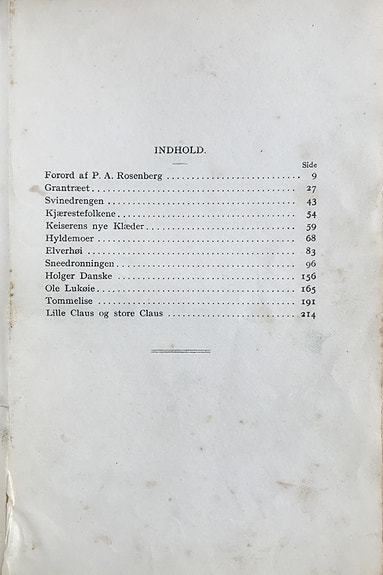 INDHOLD.
Side
Forord af P. A. Rosenberg ........................... 9
Grantræet .................................... 27
Svinedrengen ................................. 43
Kjærestefolkene ............................... 54
Keiserens nye Klæder .......................... 59
Hyldemoer ................................... 68
Elverhøi ..................................... 83
Sneedronningen ............................... 96
Holger Danske ............................... 156
Ole Lukøie ................................... 165
Tommelise ................................... 191
Lille Claus og store Claus ......................... 214